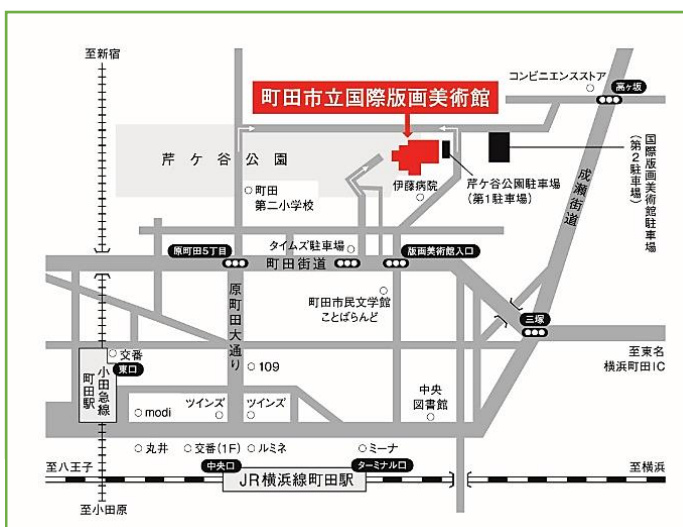 至新宿
コンビニエンスストア
高ヶ坂
町田市立国際版画美術館
芹ケ谷公園
町田
第二小学校
伊藤病院
芹ケ谷公園駐車場
(第1駐車場)
国際版画美術館駐車場
(第2駐車場)
成瀬街道
原町田5丁目
タイムズ駐車場
版画美術館入口
町田街道
町田市民文学館
ことばらんど
原町田大通り
三塚
至東名
横浜町田IC
交番
東口
小田急線
町田駅
109
modi
ツインズ
ツインズ
中央
図書館
丸井
交番(1F)
ルミネ
ミーナ
至八王子
中央口
ターミナル口
至横浜
JR横浜線町田駅
至小田原